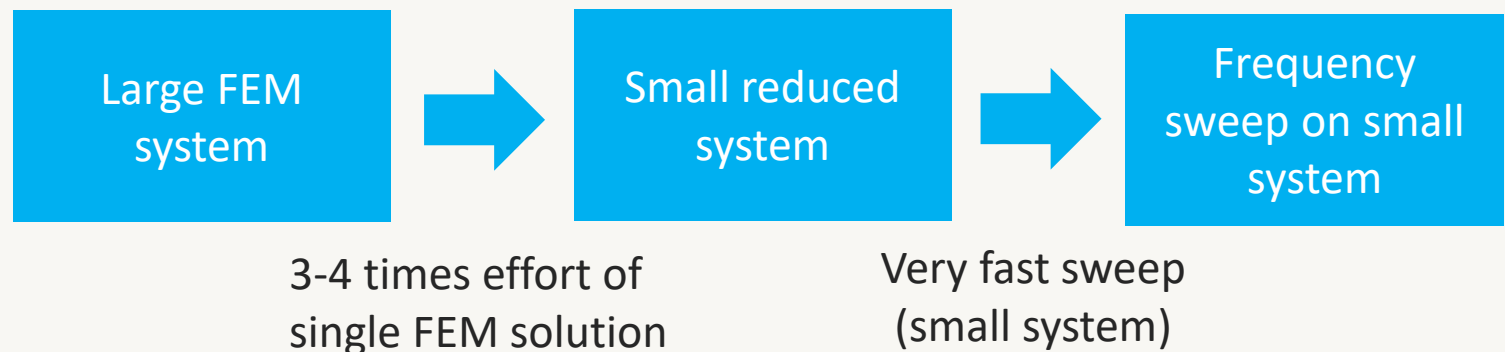 Large FEM
system
Small reduced
system
Frequency
sweep on small
system
3-4 times effort of
single FEM solution
Very fast sweep
(small system)